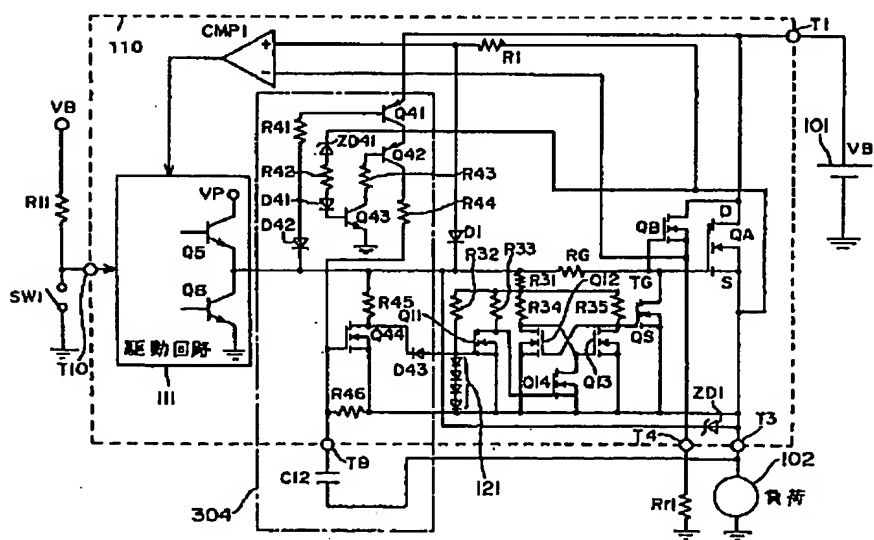 T1
CMP1
110
+
−
R1
VB
R41
Q41
ZD41
Q42
101
VB
R42
R43
R11
VP
D41
Q43
R44
D
D42
D1
QB
QA
Q5
R32
R33
RG
R31
Q12
TG
S
SW1
Q6
R45
Q11
R34
R35
Q44
QS
T10
駆動回路
D43
Q14
Q13
111
R46
ZD1
T4
T3
T8
C12
121
102
304
Rr1
負荷